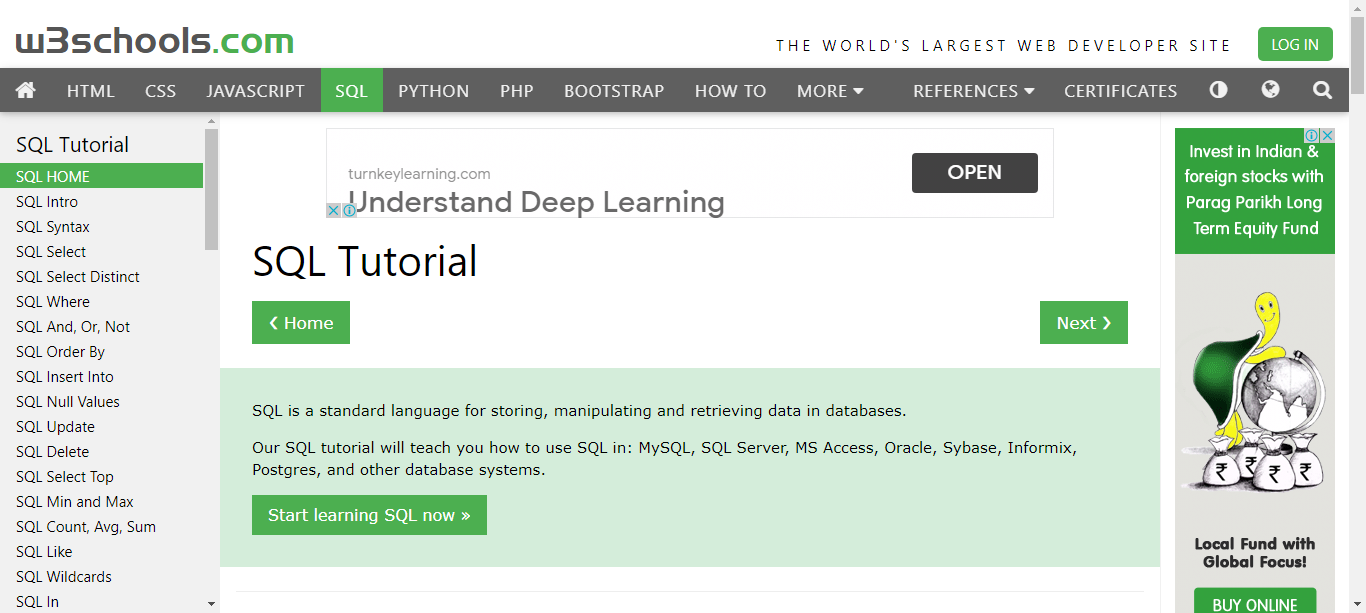 w3schools.com
THE WORLD'S LARGEST WEB DEVELOPER SITE
LOG IN
HTML CSS JAVASCRIPT SQL PYTHON PHP BOOTSTRAP HOW TO MORE REFERENCES CERTIFICATES
SQL Tutorial
SQL HOME
SQL Intro
SQL Syntax
SQL Select
SQL Select Distinct
SQL Where
SQL And, Or, Not
SQL Order By
SQL Insert Into
SQL Null Values
SQL Update
SQL Delete
SQL Select Top
SQL Min and Max
SQL Count, Avg, Sum
SQL Like
SQL Wildcards
SQL In
turnkeylearning.com
Understand Deep Learning
OPEN
SQL Tutorial
❮ Home
Next ❯
SQL is a standard language for storing, manipulating and retrieving data in databases.
Our SQL tutorial will teach you how to use SQL in: MySQL, SQL Server, MS Access, Oracle, Sybase, Informix,
Postgres, and other database systems.
Start learning SQL now »
Invest in Indian &
foreign stocks with
Parag Parikh Long
Term Equity Fund
₹ ₹ ₹ ₹
Local Fund with
Global Focus!
BUY ONLINE